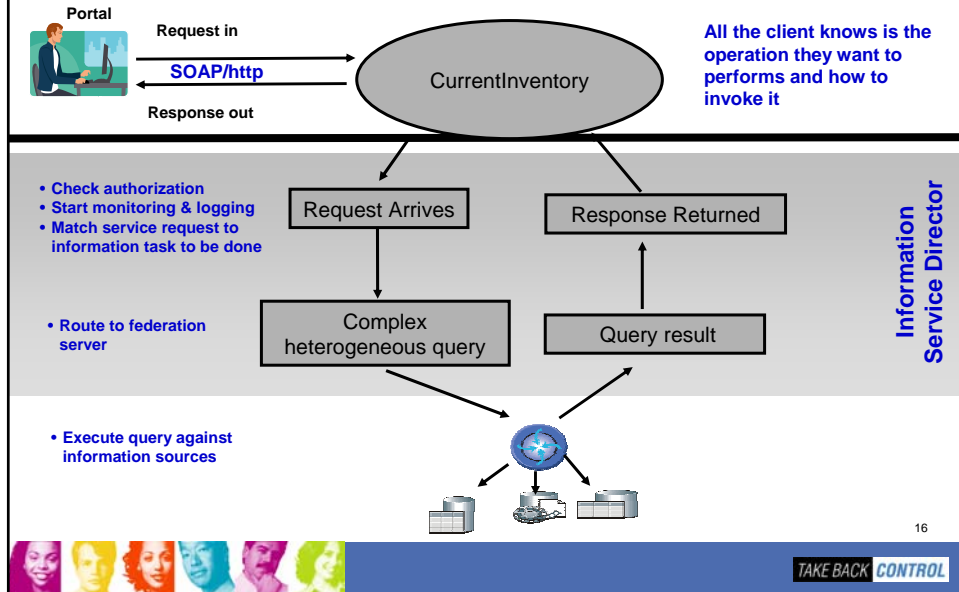 Portal
Request in
SOAP/http
Response out
CurrentInventory
All the client knows is the
operation they want to
performs and how to
invoke it
• Check authorization
• Start monitoring & logging
• Match service request to
information task to be done
Request Arrives
Response Returned
Information
Service Director
• Route to federation
server
Complex
heterogeneous query
Query result
• Execute query against
information sources
16
TAKE BACK CONTROL